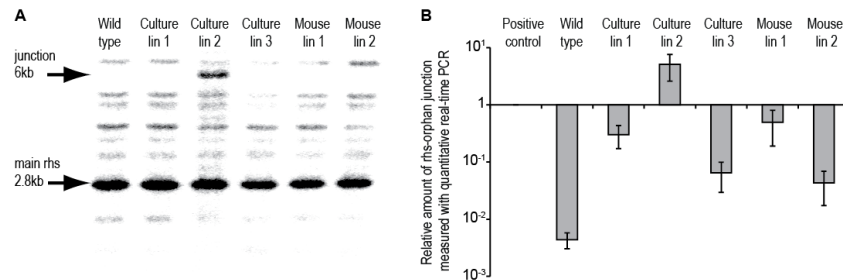 A
Wild type
Culture lin 1
Culture lin 2
Culture lin 3
Mouse lin 1
Mouse lin 2
junction
6kb
main rhs
2.8kb
B
Positive control
Wild type
Culture lin 1
Culture lin 2
Culture lin 3
Mouse lin 1
Mouse lin 2
Relative amount of rhs-orphan junction
measured with quantitative real-time PCR
10¹
1
10⁻¹
10⁻²
10⁻³